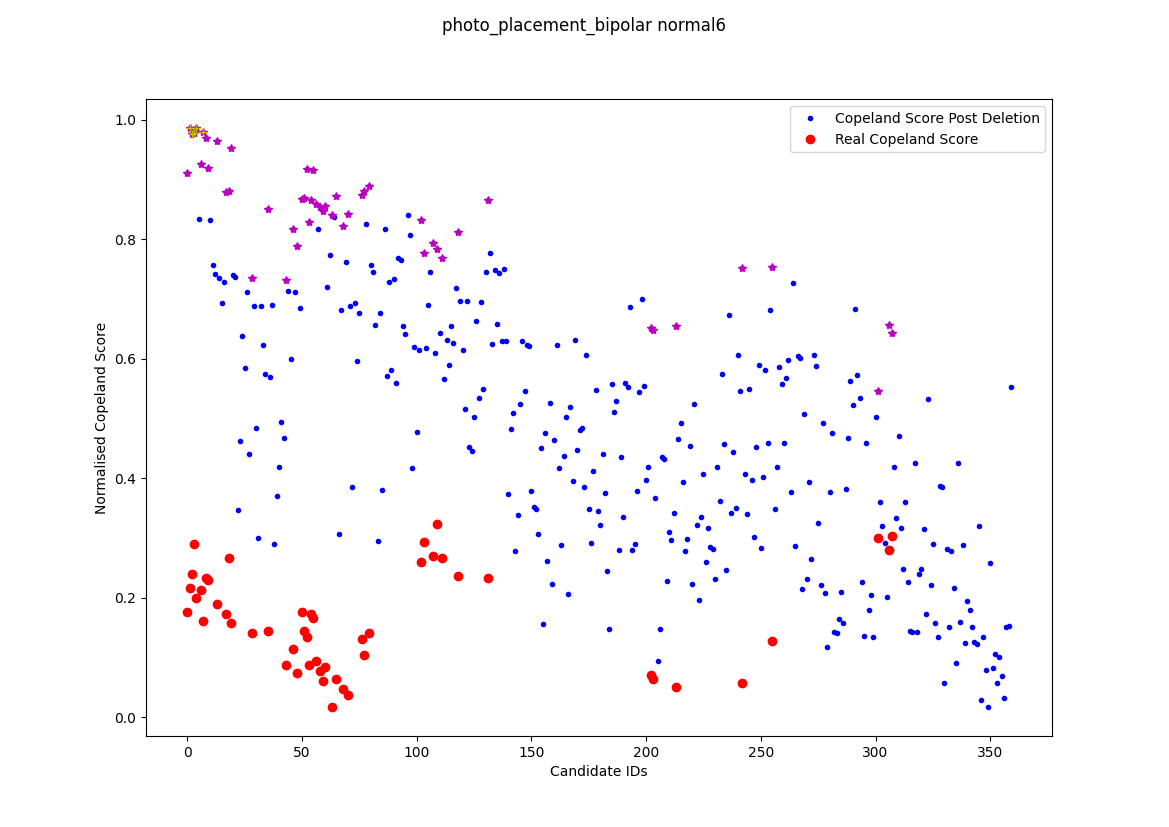 photo_placement_bipolar normal6
Copeland Score Post Deletion
Real Copeland Score
Normalised Copeland Score
1.0
0.8
0.6
0.4
0.2
0.0
0 50 100 150 200 250 300 350
Candidate IDs